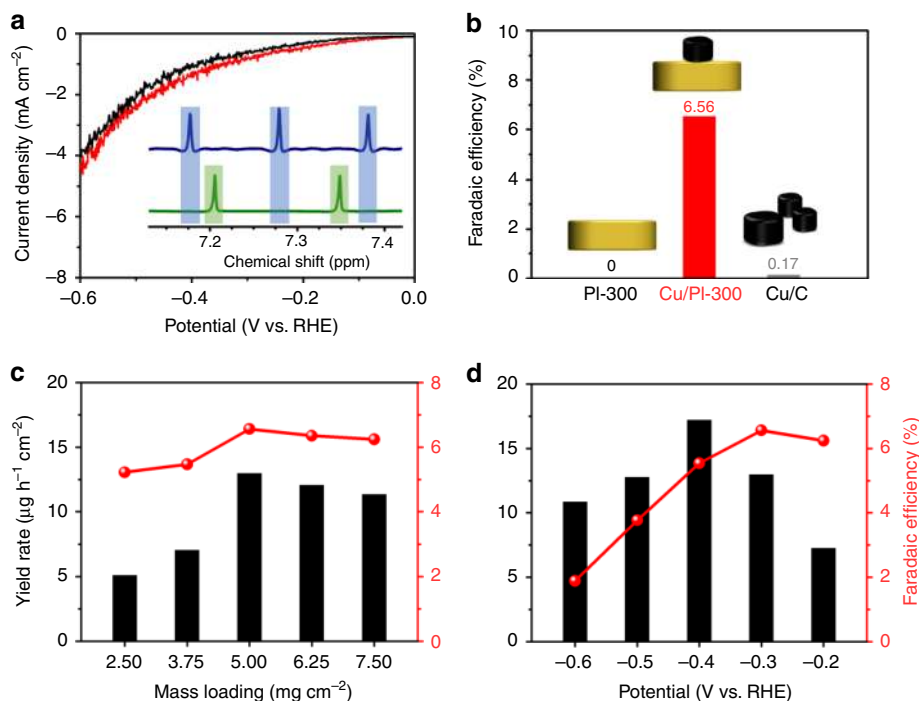 a
0
−2
−4
−6
−8
Current density (mA cm−2)
7.2 7.3 7.4
Chemical shift (ppm)
−0.6 −0.4 −0.2 0.0
Potential (V vs. RHE)
b
10
8
6
4
2
0
Faradaic efficiency (%)
6.56
0
0.17
PI-300 Cu/PI-300 Cu/C
c
20
15
10
5
0
Yield rate (µg h−1 cm−2)
8
6
4
2
0
2.50 3.75 5.00 6.25 7.50
Mass loading (mg cm−2)
d
20
15
10
5
0
8
6
4
2
0
Faradaic efficiency (%)
−0.6 −0.5 −0.4 −0.3 −0.2
Potential (V vs. RHE)